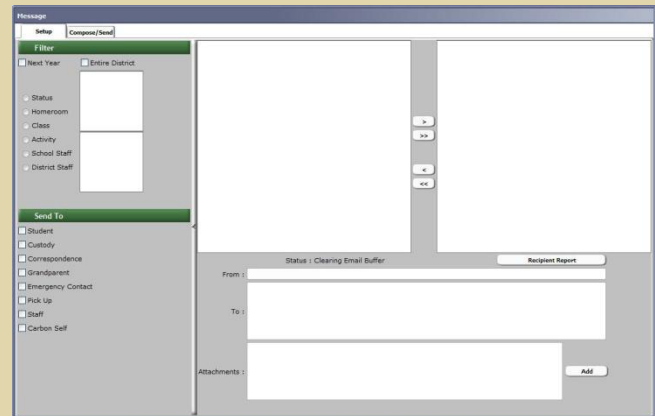 Message
Setup Compose/Send
Filter
Next Year Entire District
Status
Homeroom
Class
Activity
School Staff
District Staff
>
>>
<
<<
Send To
Student
Custody
Correspondence
Grandparent
Emergency Contact
Pick Up
Staff
Carbon Self
Status : Clearing Email Buffer Recipient Report
From :
To :
Attachments : Add